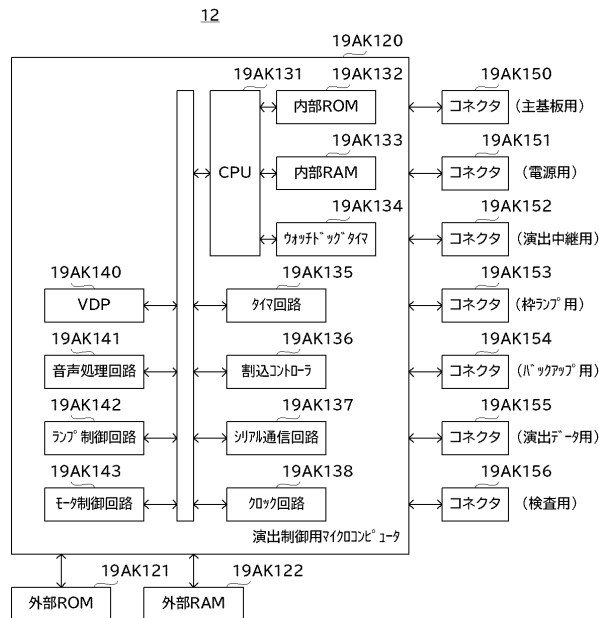 12
19AK120
19AK131
19AK132
内部ROM
19AK150
コネクタ
(主基板用)
CPU
19AK133
内部RAM
19AK151
コネクタ
(電源用)
19AK134
ｳｫｯﾁﾄﾞｯｸﾞﾀｲﾏ
19AK152
コネクタ
(演出中継用)
19AK140
VDP
19AK135
ﾀｲﾏ回路
19AK153
コネクタ
(枠ﾗﾝﾌﾟ用)
19AK141
音声処理回路
19AK136
割込ｺﾝﾄﾛｰﾗ
19AK154
コネクタ
(ﾊﾞｯｸｱｯﾌﾟ用)
19AK142
ﾗﾝﾌﾟ制御回路
19AK137
ｼﾘｱﾙ通信回路
19AK155
コネクタ
(演出ﾃﾞｰﾀ用)
19AK143
ﾓｰﾀ制御回路
19AK138
ｸﾛｯｸ回路
19AK156
コネクタ
(検査用)
演出制御用ﾏｲｸﾛｺﾝﾋﾟｭｰﾀ
19AK121
外部ROM
19AK122
外部RAM